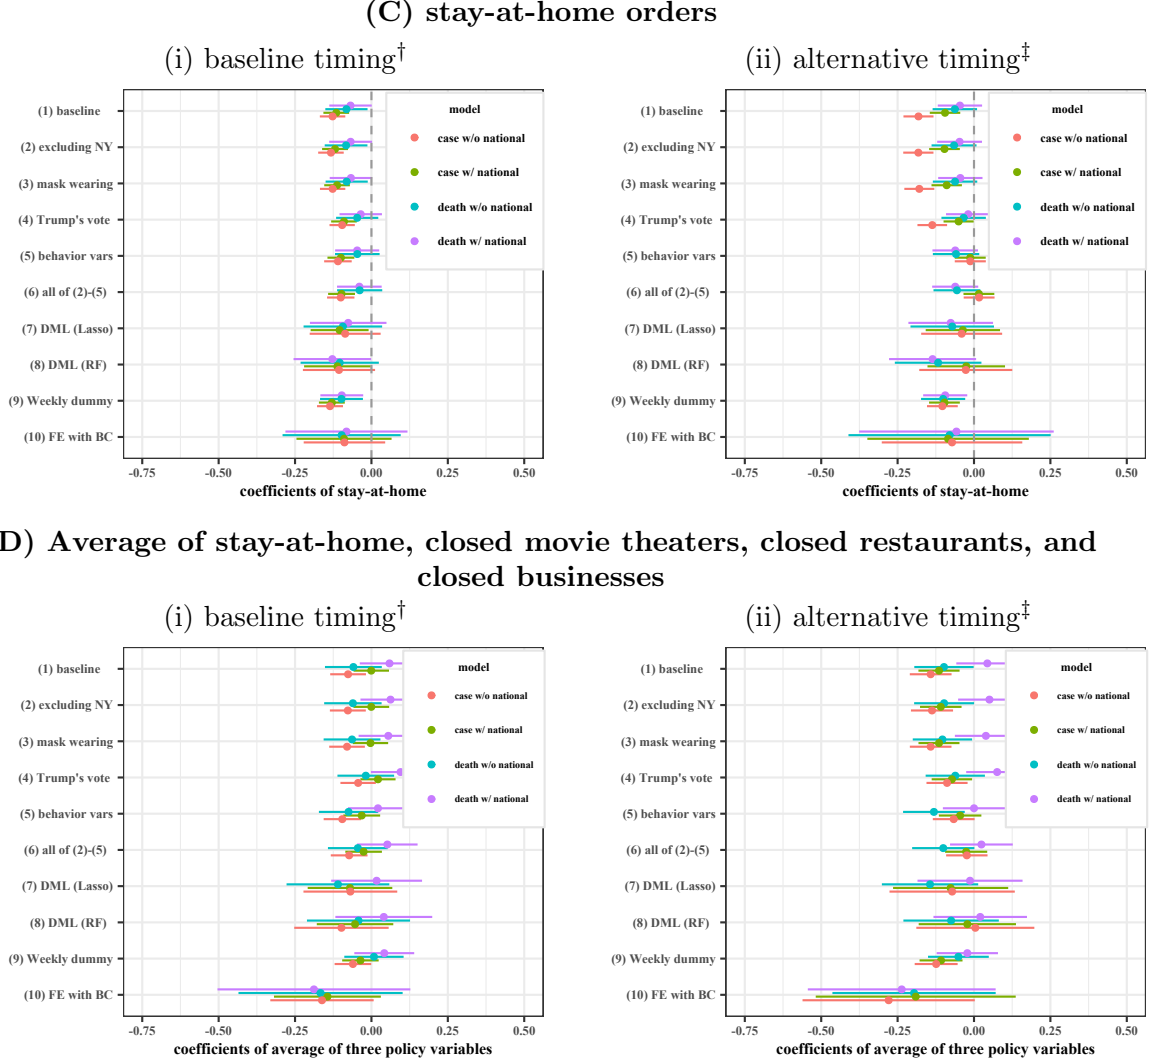 (C) stay-at-home orders
(i) baseline timing†
(1) baseline
(2) excluding NY
(3) mask wearing
(4) Trump's vote
(5) behavior vars
(6) all of (2)-(5)
(7) DML (Lasso)
(8) DML (RF)
(9) Weekly dummy
(10) FE with BC
model
case w/o national
case w/ national
death w/o national
death w/ national
-0.75 -0.50 -0.25 0.00 0.25 0.50
coefficients of stay-at-home
(ii) alternative timing‡
(1) baseline
(2) excluding NY
(3) mask wearing
(4) Trump's vote
(5) behavior vars
(6) all of (2)-(5)
(7) DML (Lasso)
(8) DML (RF)
(9) Weekly dummy
(10) FE with BC
model
case w/o national
case w/ national
death w/o national
death w/ national
-0.75 -0.50 -0.25 0.00 0.25 0.50
coefficients of stay-at-home
D) Average of stay-at-home, closed movie theaters, closed restaurants, and
closed businesses
(i) baseline timing†
(1) baseline
(2) excluding NY
(3) mask wearing
(4) Trump's vote
(5) behavior vars
(6) all of (2)-(5)
(7) DML (Lasso)
(8) DML (RF)
(9) Weekly dummy
(10) FE with BC
model
case w/o national
case w/ national
death w/o national
death w/ national
-0.75 -0.50 -0.25 0.00 0.25 0.50
coefficients of average of three policy variables
(ii) alternative timing‡
(1) baseline
(2) excluding NY
(3) mask wearing
(4) Trump's vote
(5) behavior vars
(6) all of (2)-(5)
(7) DML (Lasso)
(8) DML (RF)
(9) Weekly dummy
(10) FE with BC
model
case w/o national
case w/ national
death w/o national
death w/ national
-0.75 -0.50 -0.25 0.00 0.25 0.50
coefficients of average of three policy variables